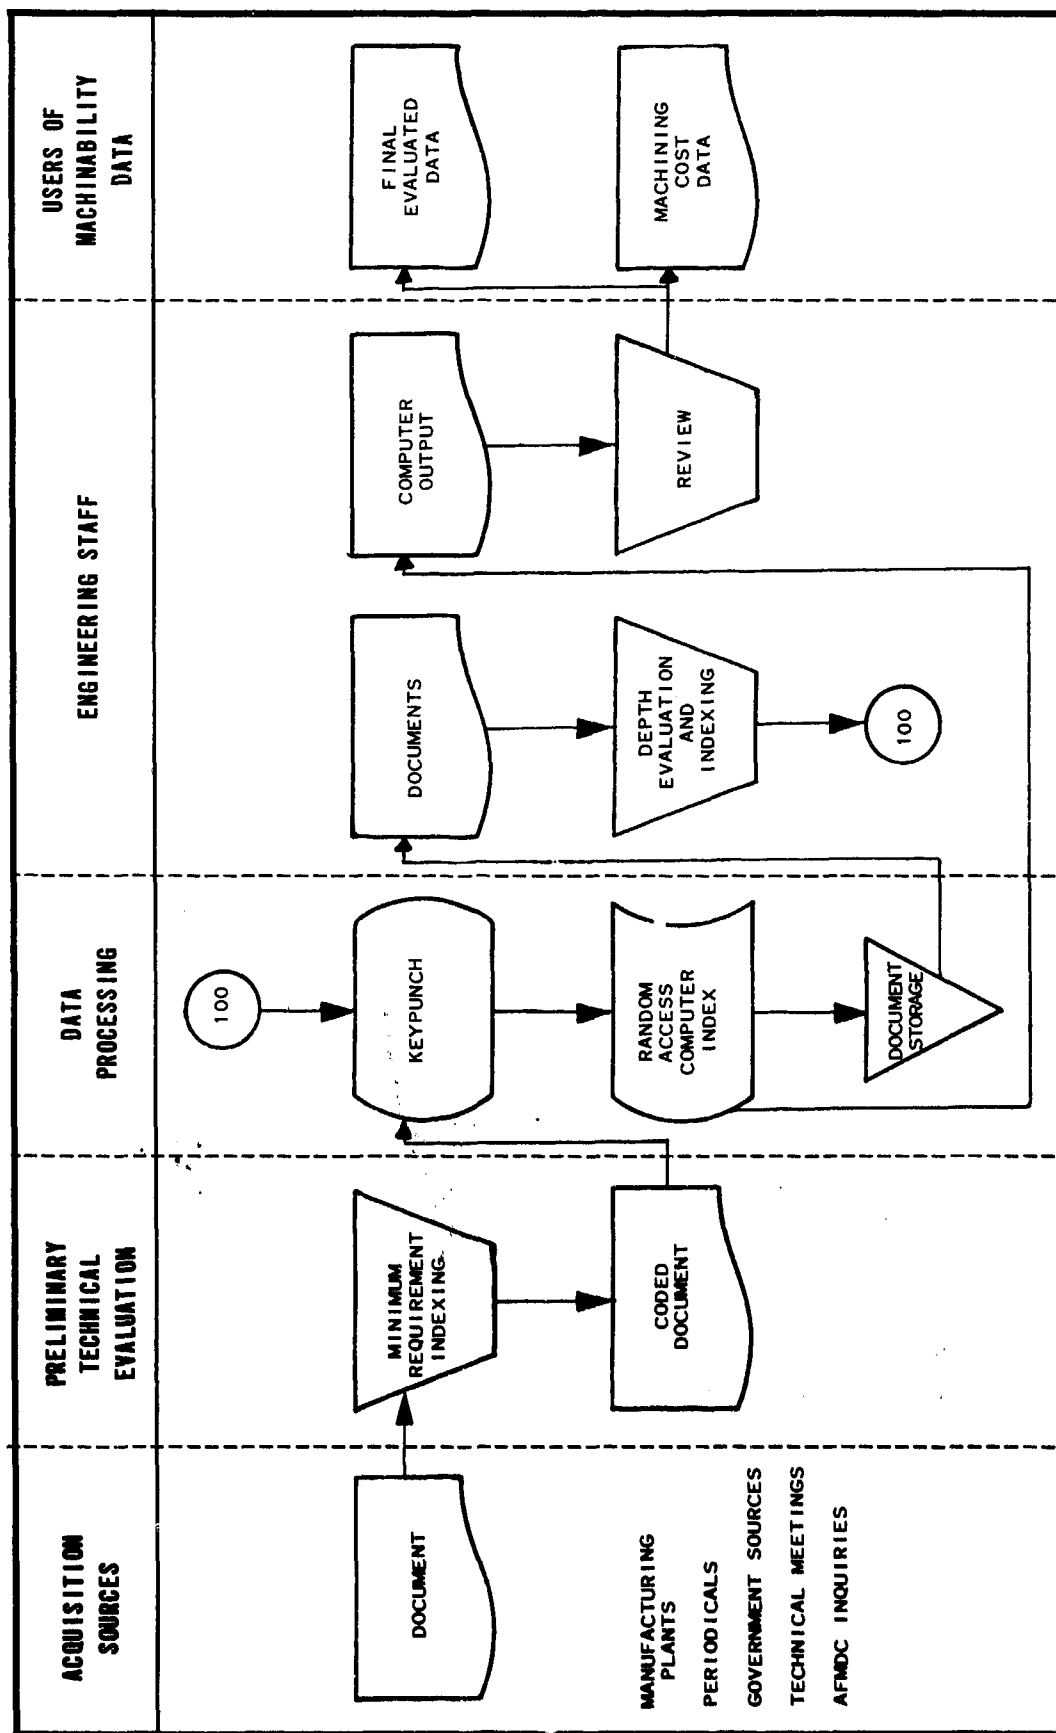 ACQUISITION
SOURCES
PRELIMINARY
TECHNICAL
EVALUATION
DATA
PROCESSING
ENGINEERING STAFF
USERS OF
MACHINABILITY
DATA
DOCUMENT
MANUFACTURING
PLANTS
PERIODICALS
GOVERNMENT SOURCES
TECHNICAL MEETINGS
AFMDC INQUIRIES
MINIMUM
REQUIREMENT
INDEXING
CODED
DOCUMENT
100
KEYPUNCH
RANDOM
ACCESS
COMPUTER
INDEX
DOCUMENT
STORAGE
DOCUMENTS
DEPTH
EVALUATION
AND
INDEXING
100
COMPUTER
OUTPUT
REVIEW
FINAL
EVALUATED
DATA
MACHINING
COST
DATA